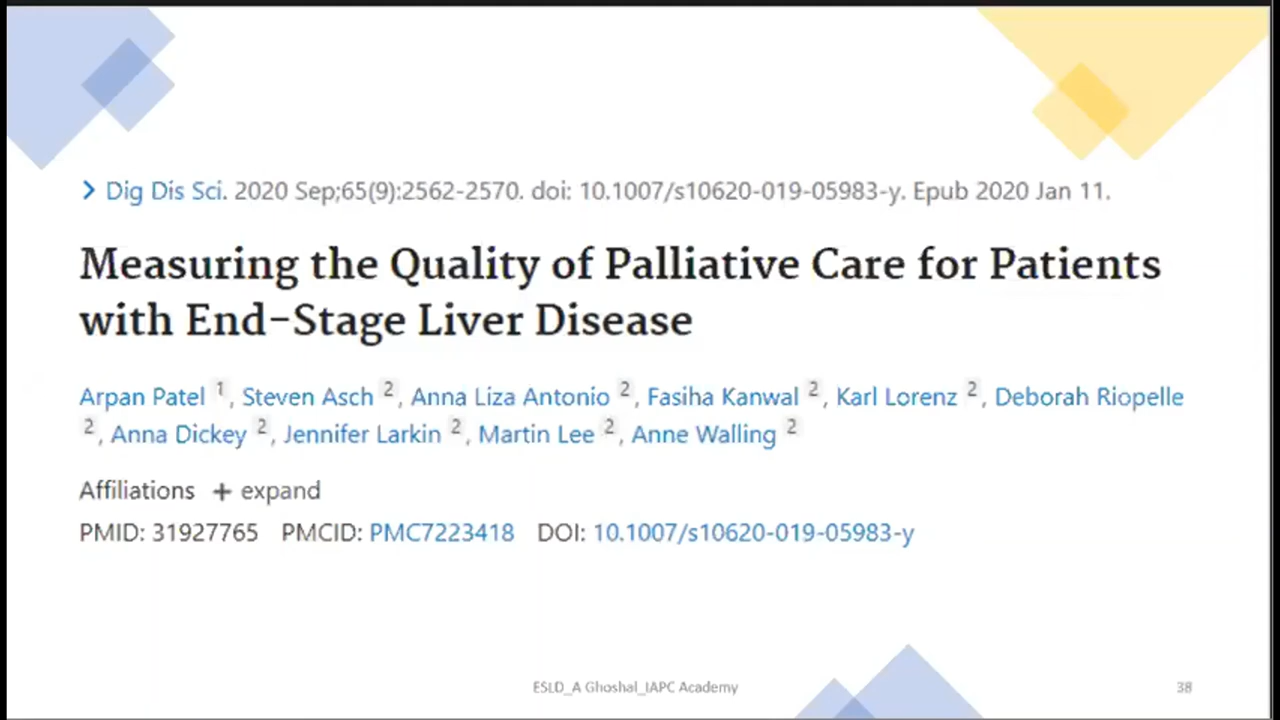 Dig Dis Sci. 2020 Sep;65(9):2562-2570. doi: 10.1007/s10620-019-05983-y. Epub 2020 Jan 11.
Measuring the Quality of Palliative Care for Patients
with End-Stage Liver Disease
Arpan Patel 1, Steven Asch 2, Anna Liza Antonio 2, Fasiha Kanwal 2, Karl Lorenz 2, Deborah Riopelle
2, Anna Dickey 2, Jennifer Larkin 2, Martin Lee 2, Anne Walling 2
Affiliations + expand
PMID: 31927765 PMCID: PMC7223418 DOI: 10.1007/s10620-019-05983-y
ESLD_A Ghoshal_IAPC Academy 38